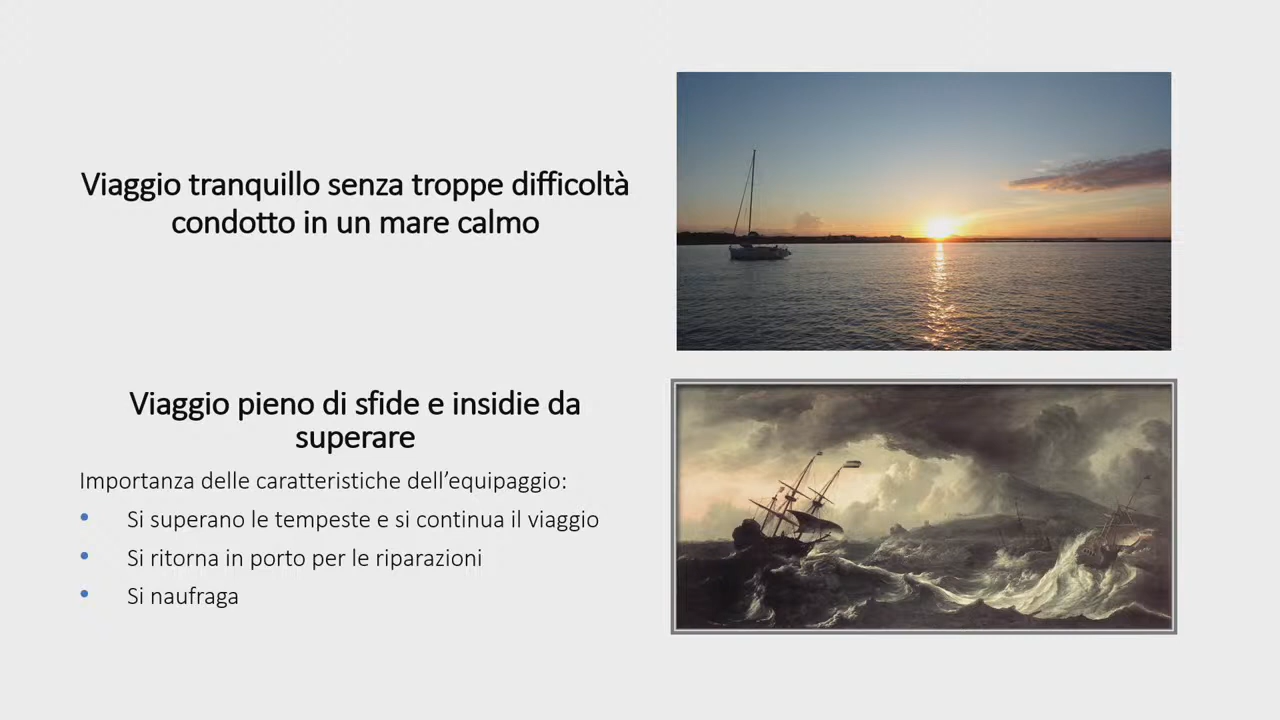 Viaggio tranquillo senza troppe difficoltà
condotto in un mare calmo
Viaggio pieno di sfide e insidie da
superare
Importanza delle caratteristiche dell’equipaggio:
• Si superano le tempeste e si continua il viaggio
• Si ritorna in porto per le riparazioni
• Si naufraga